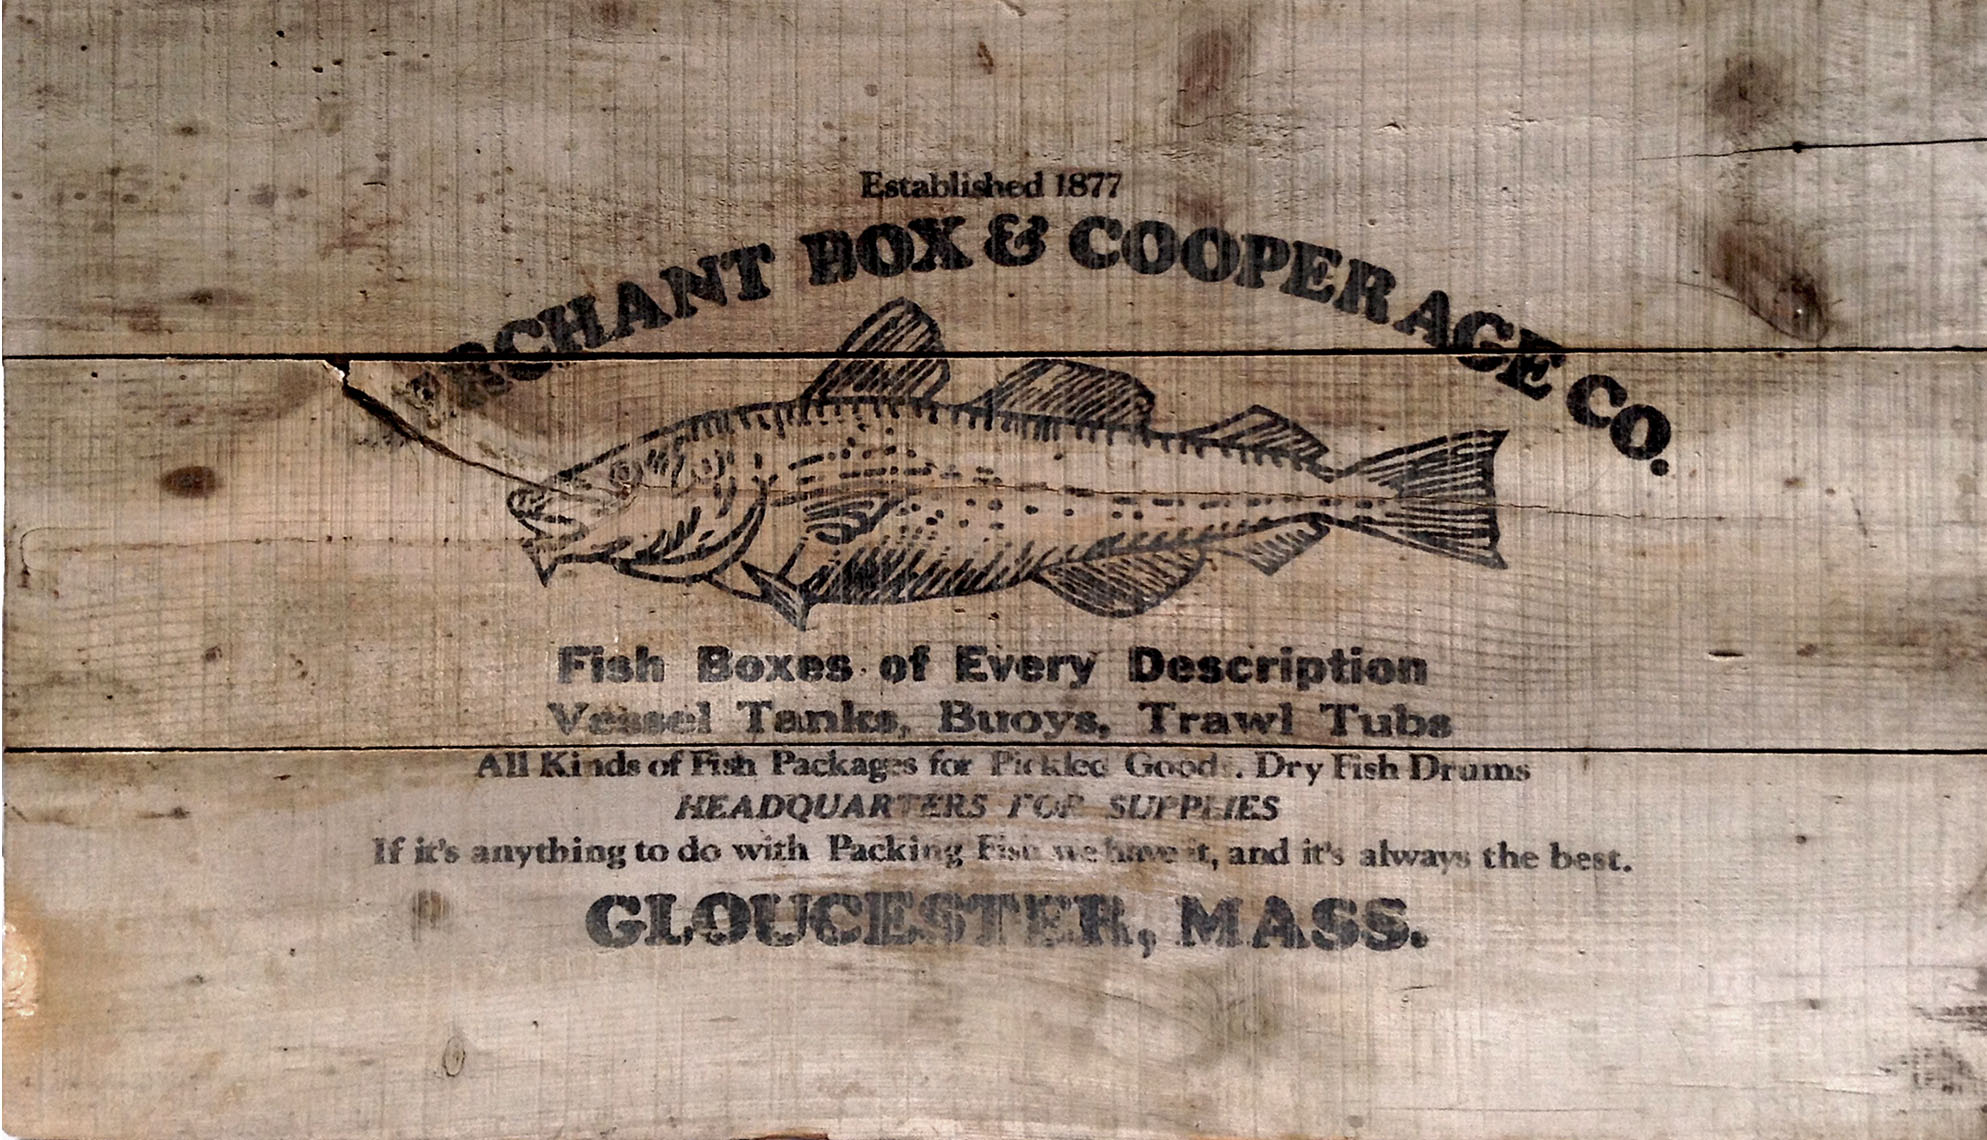 Established 1877
RCHANT BOX & COOPERAGE CO.
Fish Boxes of Every Description
Vessel Tanks, Buoys, Trawl Tubs
All Kinds of Fish Packages for Pickled Goods. Dry Fish Drums
HEADQUARTERS FOR SUPPLIES
If it's anything to do with Packing Fish we have it, and it's always the best.
GLOUCESTER, MASS.